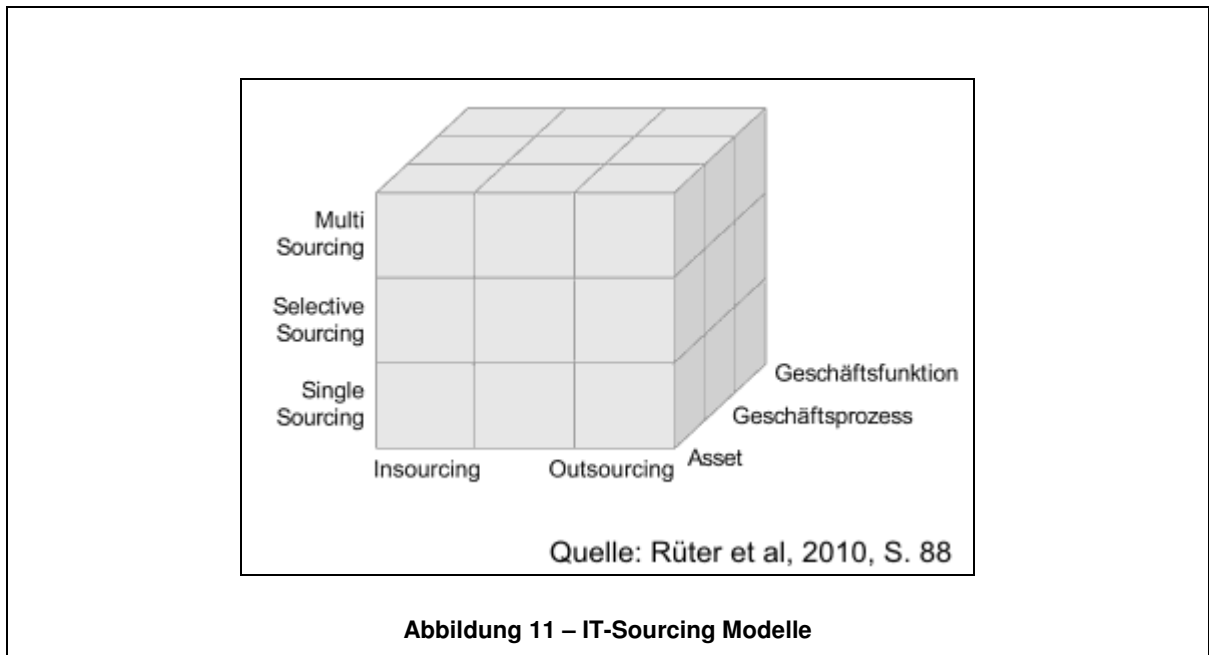 Multi
Sourcing
Selective
Sourcing
Single
Sourcing
Geschäftsfunktion
Geschäftsprozess
Asset
Insourcing Outsourcing
Quelle: Rüter et al, 2010, S. 88
Abbildung 11 – IT-Sourcing Modelle